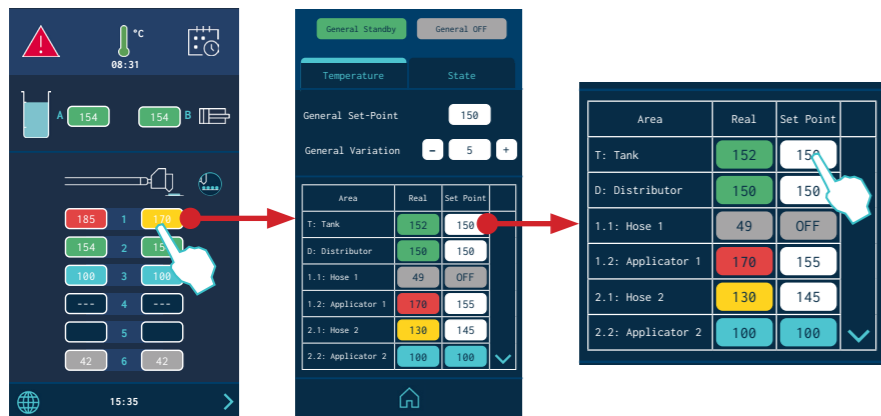 °C
08:31
A 154 154 B
185 1 170
154 2
100 3 100
--- 4 ---
5
42 6 42
15:35
General Standby General OFF
Temperature State
General Set-Point 150
General Variation - 5 +
Area Real Set Point
T: Tank 152 150
D: Distributor 150 150
1.1: Hose 1 49 OFF
1.2: Applicator 1 170 155
2.1: Hose 2 130 145
2.2: Applicator 2 100 100
Area Real Set Point
T: Tank 152 150
D: Distributor 150 150
1.1: Hose 1 49 OFF
1.2: Applicator 1 170 155
2.1: Hose 2 130 145
2.2: Applicator 2 100 100